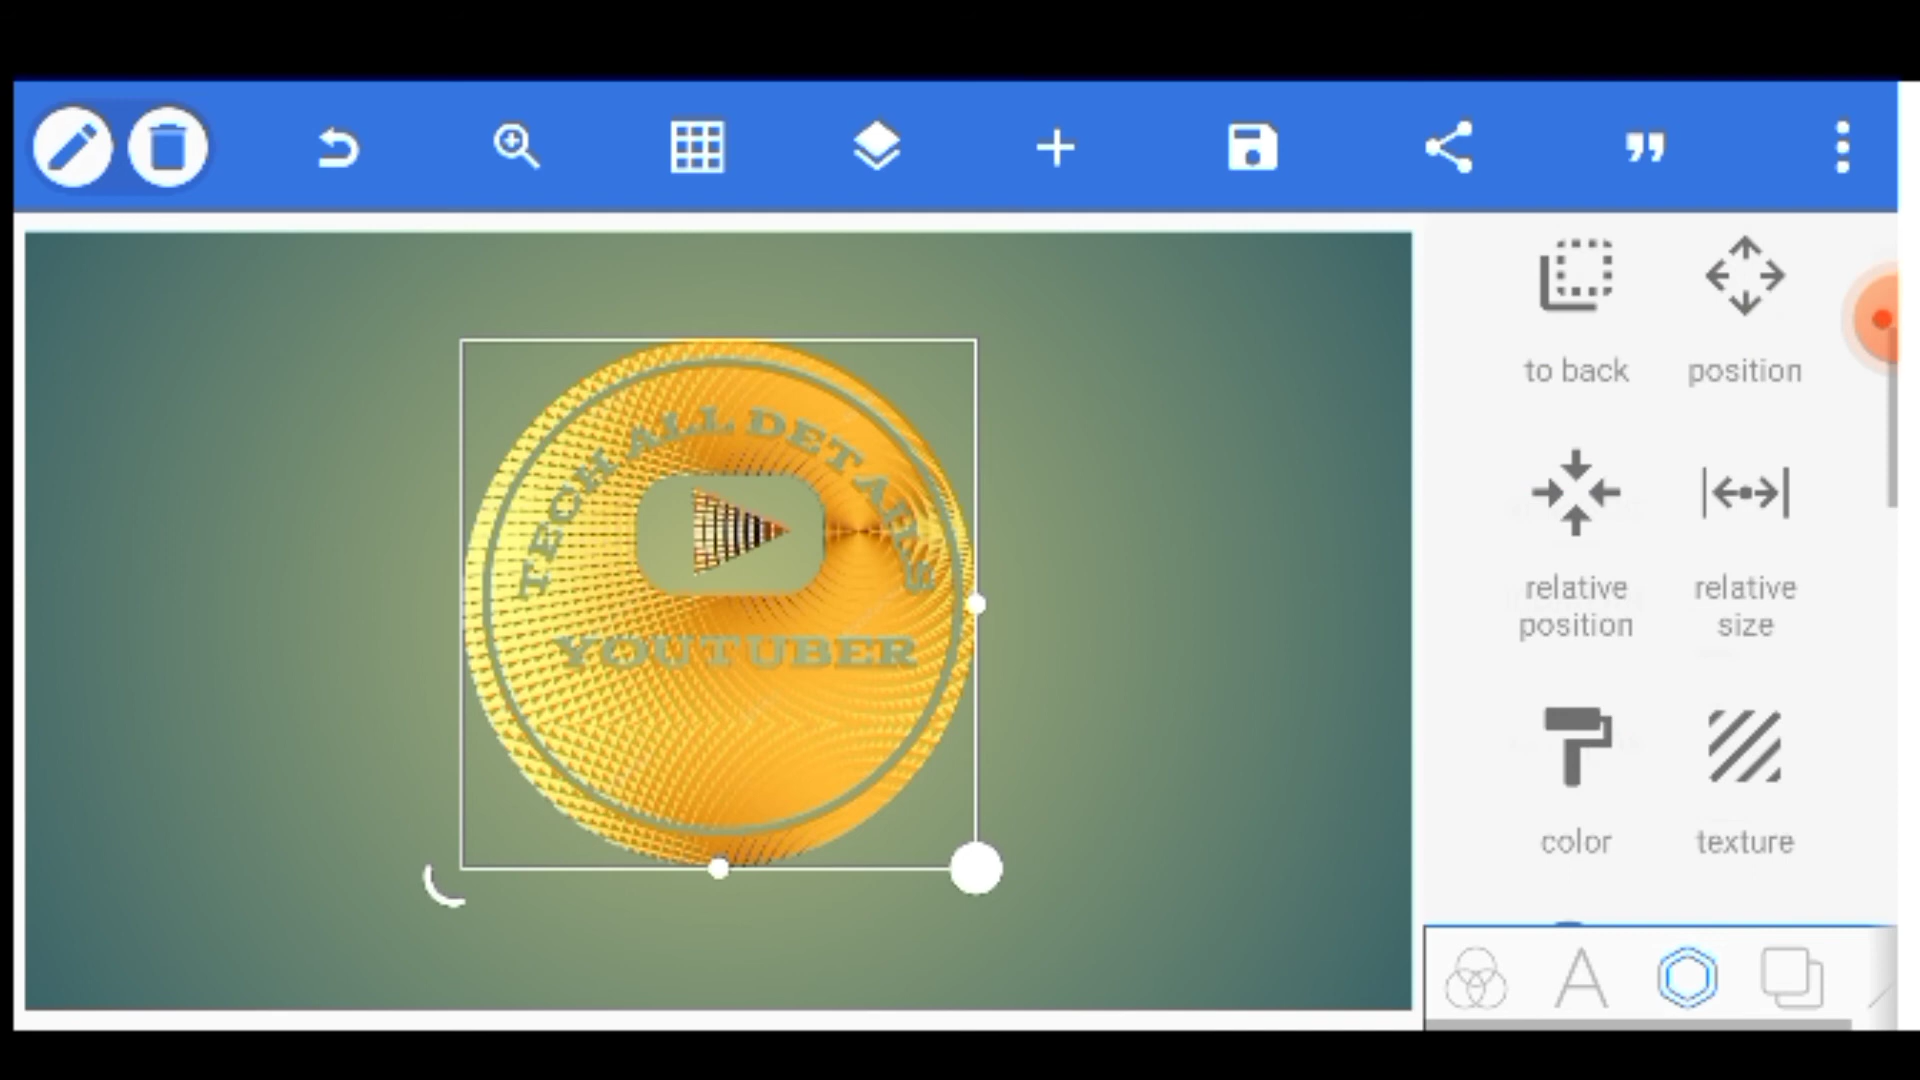 to back
position
relative
position
relative
size
color
texture
TECH ALL DETAILS
YOUTUBER